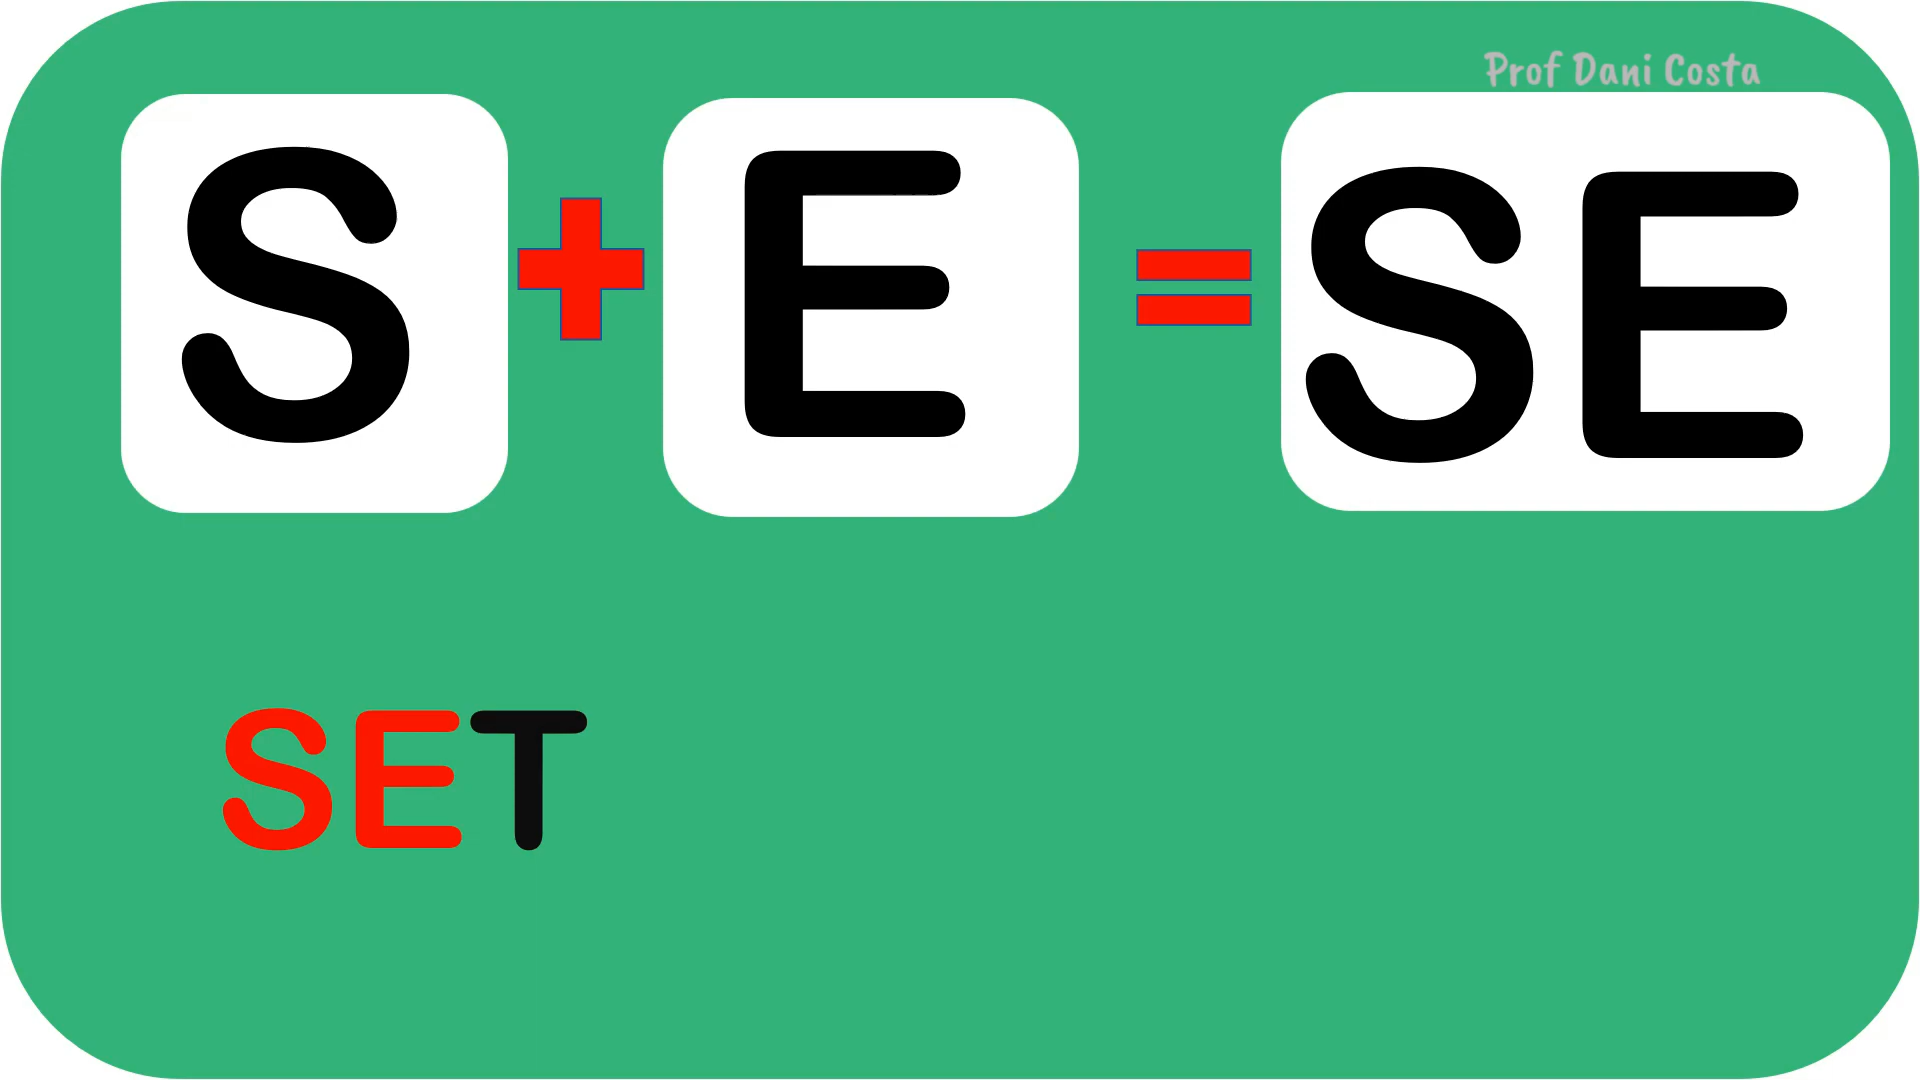 Prof Dani Costa
S + E = SE
SET